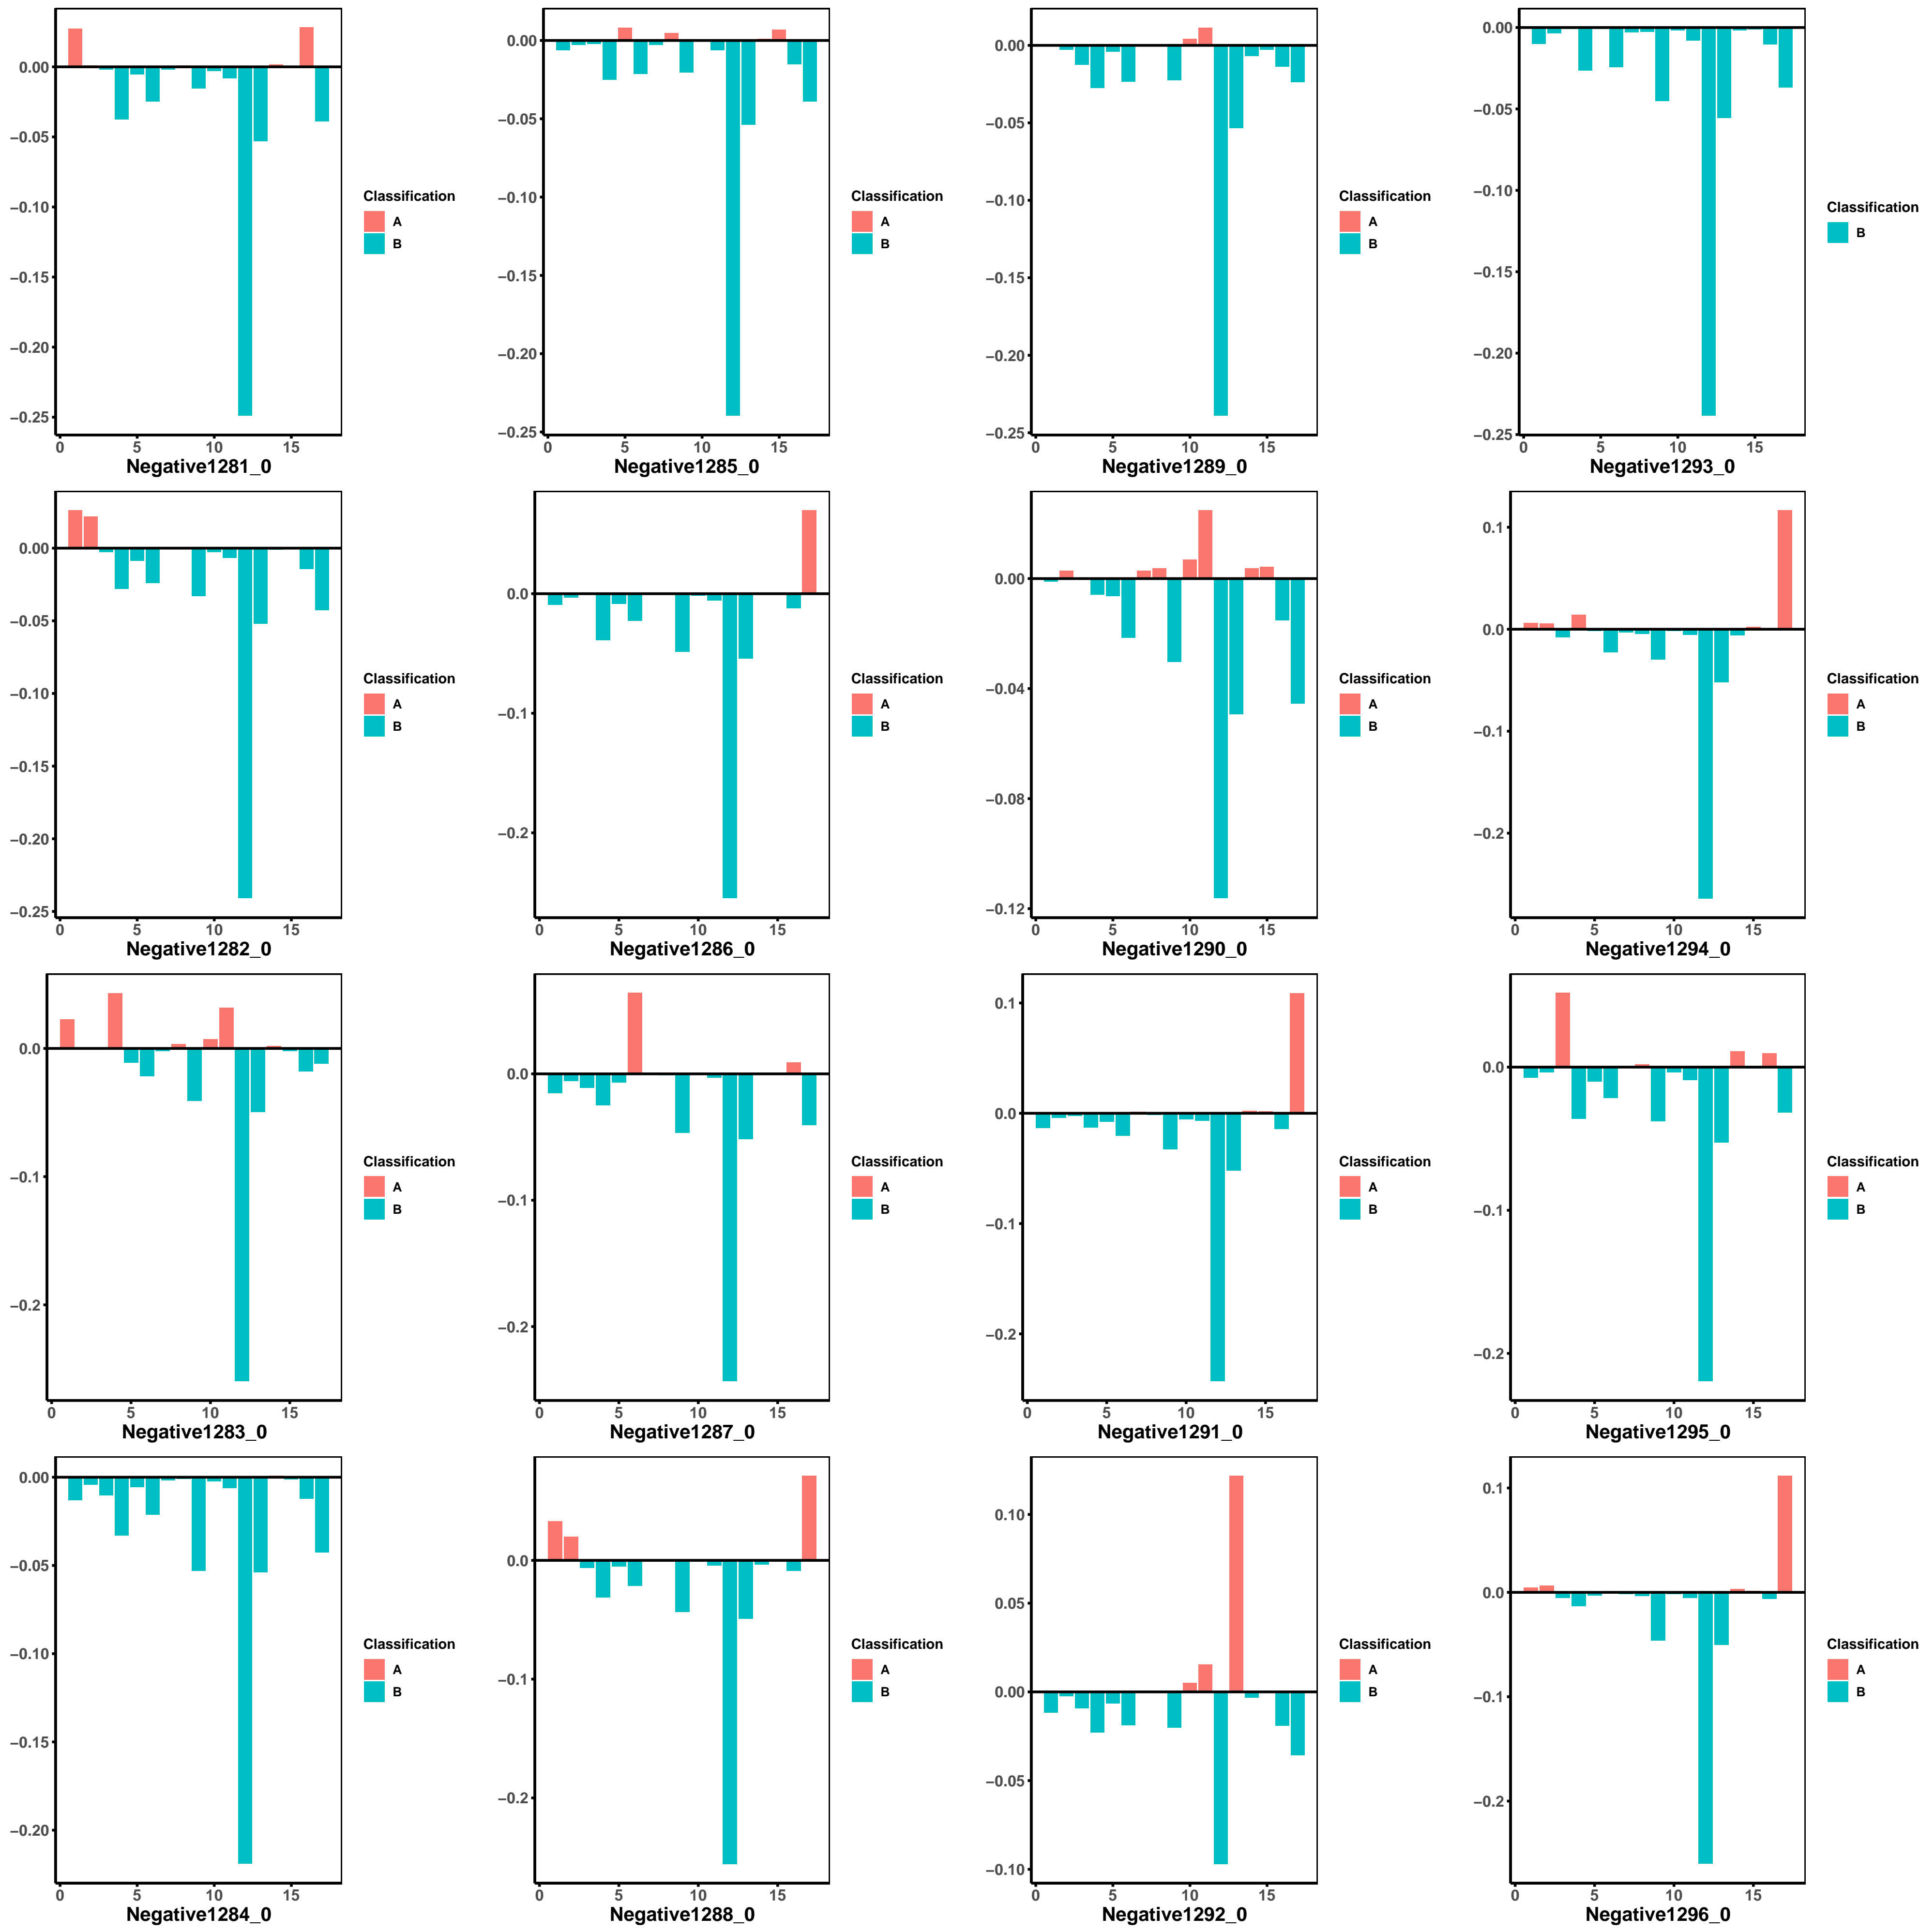 0.00
−0.05
−0.10
−0.15
−0.20
−0.25
0 5 10 15
Negative1281_0
Classification
A
B
0.00
−0.05
−0.10
−0.15
−0.20
−0.25
0 5 10 15
Negative1285_0
Classification
A
B
0.00
−0.05
−0.10
−0.15
−0.20
−0.25
0 5 10 15
Negative1289_0
Classification
A
B
0.00
−0.05
−0.10
−0.15
−0.20
−0.25
0 5 10 15
Negative1293_0
Classification
B
0.00
−0.05
−0.10
−0.15
−0.20
−0.25
0 5 10 15
Negative1282_0
Classification
A
B
0.0
−0.1
−0.2
0 5 10 15
Negative1286_0
Classification
A
B
0.00
−0.04
−0.08
−0.12
0 5 10 15
Negative1290_0
Classification
A
B
0.1
0.0
−0.1
−0.2
0 5 10 15
Negative1294_0
Classification
A
B
0.0
−0.1
−0.2
0 5 10 15
Negative1283_0
Classification
A
B
0.0
−0.1
−0.2
0 5 10 15
Negative1287_0
Classification
A
B
0.1
0.0
−0.1
−0.2
0 5 10 15
Negative1291_0
Classification
A
B
0.0
−0.1
−0.2
0 5 10 15
Negative1295_0
Classification
A
B
0.00
−0.05
−0.10
−0.15
−0.20
0 5 10 15
Negative1284_0
Classification
A
B
0.0
−0.1
−0.2
0 5 10 15
Negative1288_0
Classification
A
B
0.10
0.05
0.00
−0.05
−0.10
0 5 10 15
Negative1292_0
Classification
A
B
0.1
0.0
−0.1
−0.2
0 5 10 15
Negative1296_0
Classification
A
B